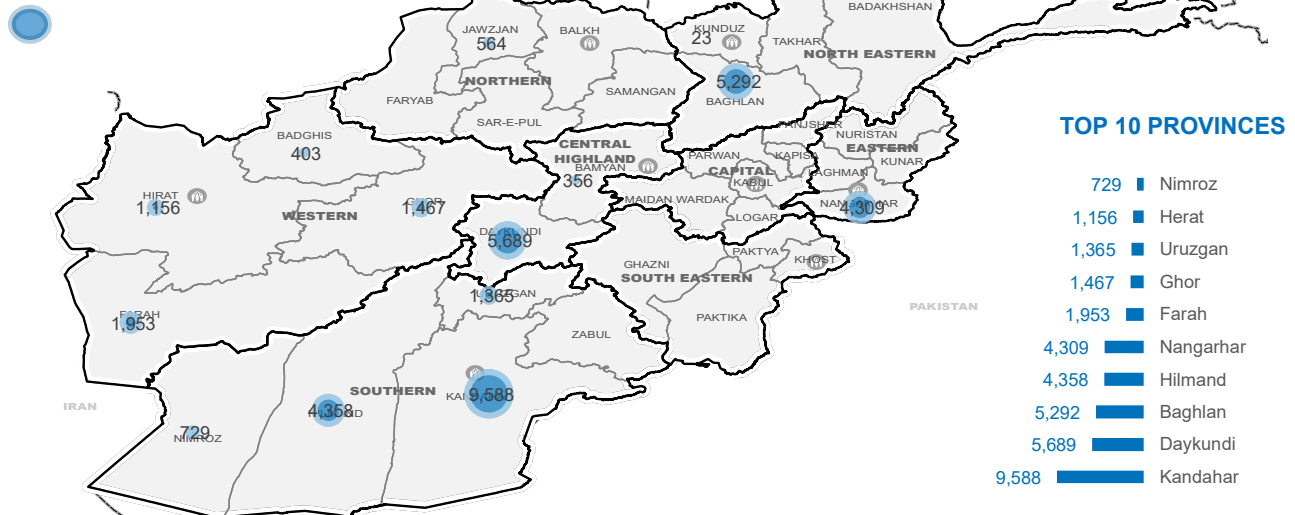 BADAKHSHAN
JAWZJAN
564
BALKH
KUNDUZ
23
TAKHAR
NORTH EASTERN
NORTHERN
5,292
BAGHLAN
FARYAB
SAMANGAN
SAR-E-PUL
BADGHIS
403
CENTRAL
HIGHLAND
BAMYAN
356
PANJSHER
NURISTAN
EASTERN
KUNAR
PARWAN
KAPISA
CAPITAL
KABUL
LAGHMAN
HIRAT
1,156
WESTERN
1,467
MAIDAN WARDAK
LOGAR
4,309
5,689
GHAZNI
PAKTYA
KHOST
SOUTH EASTERN
1,365
FARAH
1,953
ZABUL
PAKTIKA
PAKISTAN
SOUTHERN
9,588
4,358
IRAN
729
NIMROZ
TOP 10 PROVINCES
729 Nimroz
1,156 Herat
1,365 Uruzgan
1,467 Ghor
1,953 Farah
4,309 Nangarhar
4,358 Hilmand
5,292 Baghlan
5,689 Daykundi
9,588 Kandahar